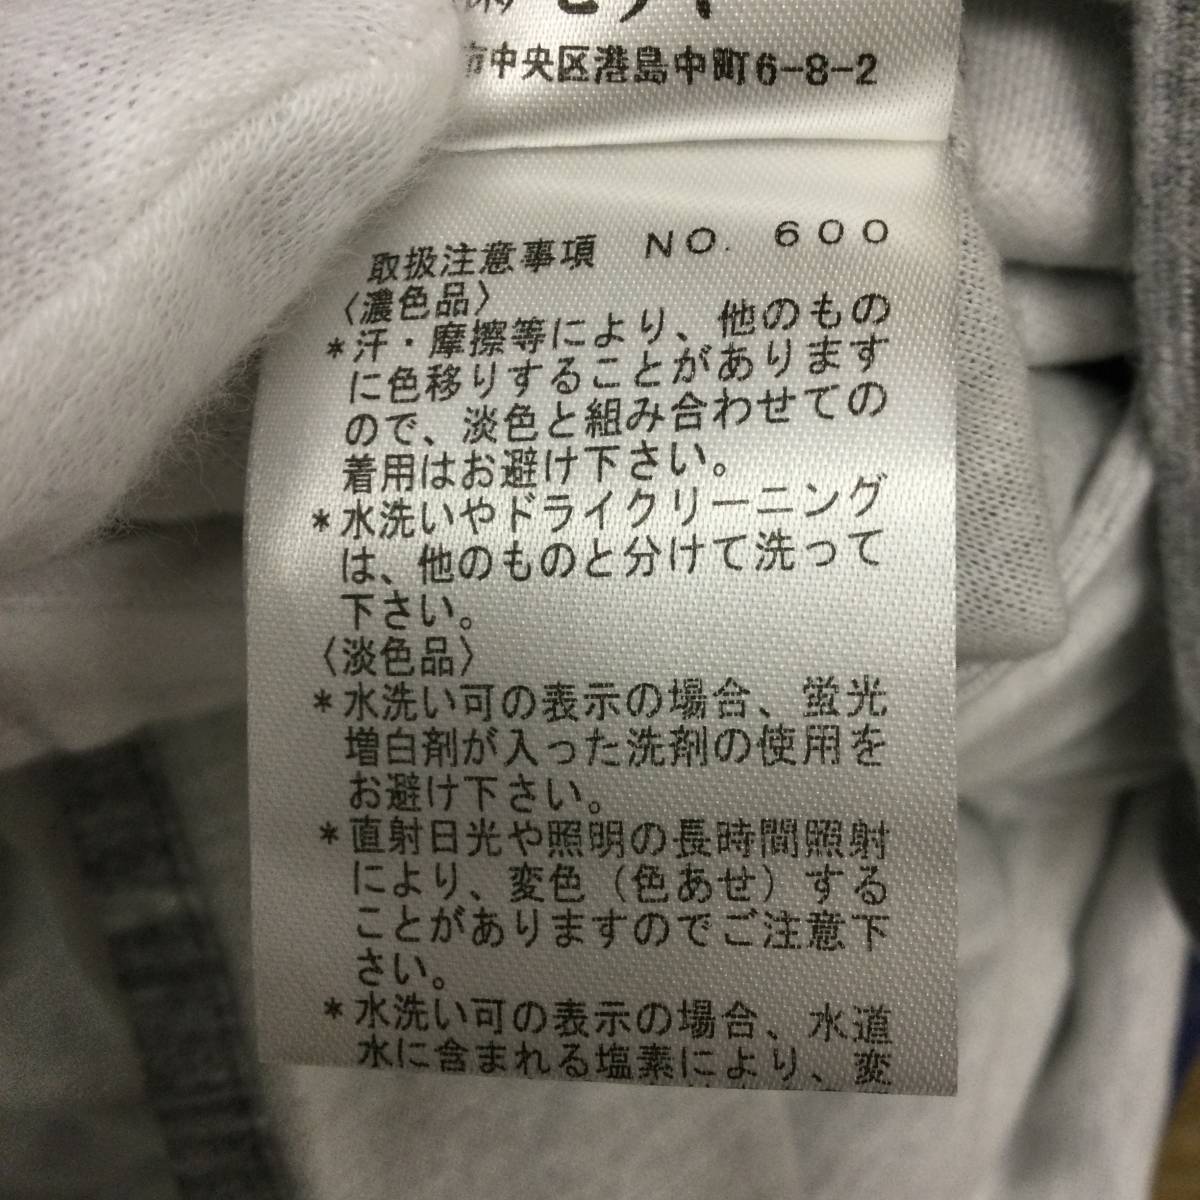 市中央区港島中町6-8-2
取扱注意事項 NO. 600
〈濃色品〉
*汗・摩擦等により、他のもの
に色移りすることがあります
ので、淡色と組み合わせての
着用はお避け下さい。
*水洗いやドライクリーニング
は、他のものと分けて洗って
下さい。
〈淡色品〉
*水洗い可の表示の場合、蛍光
増白剤が入った洗剤の使用を
お避け下さい。
*直射日光や照明の長時間照射
により、変色(色あせ)する
ことがありますのでご注意下
さい。
*水洗い可の表示の場合、水道
水に含まれる塩素により、変